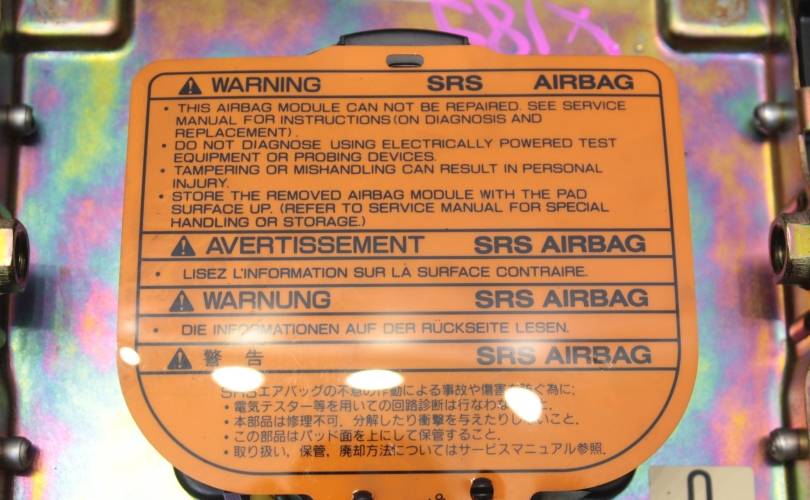 WARNING SRS AIRBAG
• THIS AIRBAG MODULE CAN NOT BE REPAIRED. SEE SERVICE
MANUAL FOR INSTRUCTIONS (ON DIAGNOSIS AND
REPLACEMENT).
• DO NOT DIAGNOSE USING ELECTRICALLY POWERED TEST
EQUIPMENT OR PROBING DEVICES.
• TAMPERING OR MISHANDLING CAN RESULT IN PERSONAL
INJURY.
• STORE THE REMOVED AIRBAG MODULE WITH THE PAD
SURFACE UP. (REFER TO SERVICE MANUAL FOR SPECIAL
HANDLING OR STORAGE.)
AVERTISSEMENT SRS AIRBAG
• LISEZ L'INFORMATION SUR LÀ SURFACE CONTRAIRE.
WARNUNG SRS AIRBAG
• DIE INFORMATIONEN AUF DER RÜCKSEITE LESEN.
警告 SRS AIRBAG
SRSエアバッグの不意の作動による事故や傷害を防ぐ為に:
・電気テスター等を用いての回路診断は行なわ
・本部品は修理不可, 分解したり衝撃を与えたりしないこと.
・この部品はパッド面を上にして保管すること.
・取り扱い, 保管, 廃却方法についてはサービスマニュアル参照.